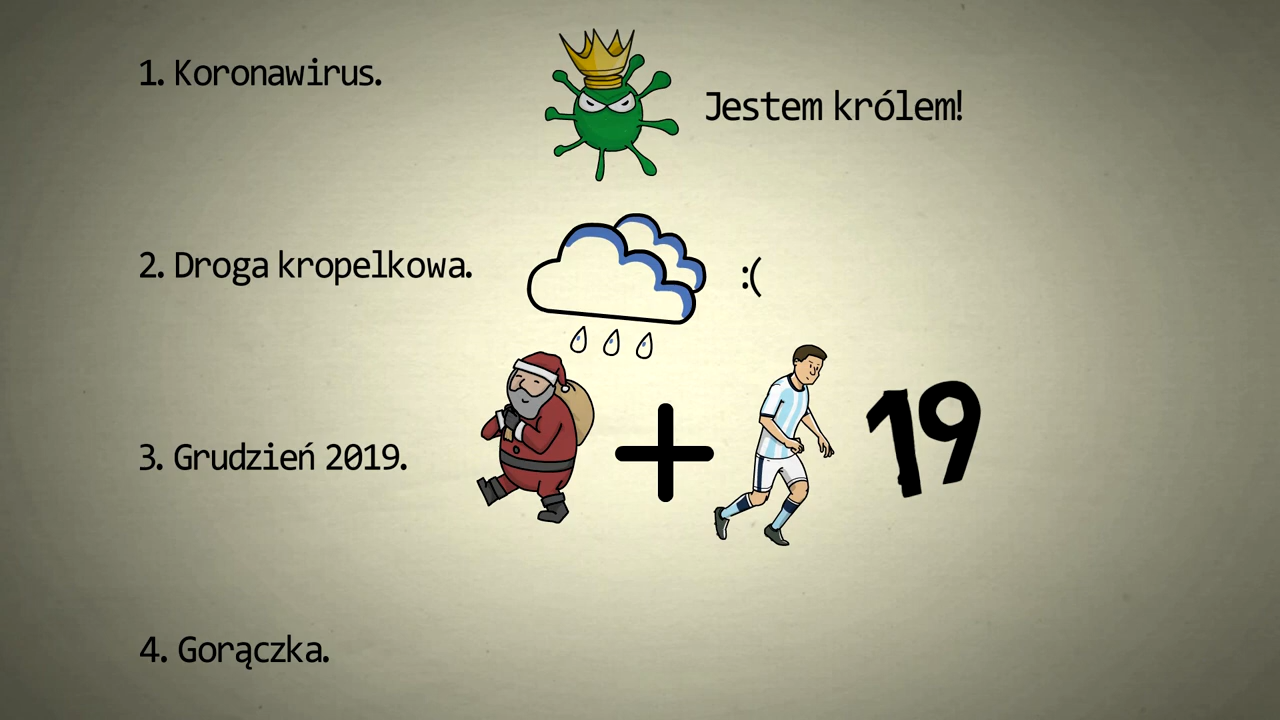 1. Koronawirus.
Jestem królem!
2. Droga kropelkowa.
:(
3. Grudzień 2019.
19
4. Gorączka.